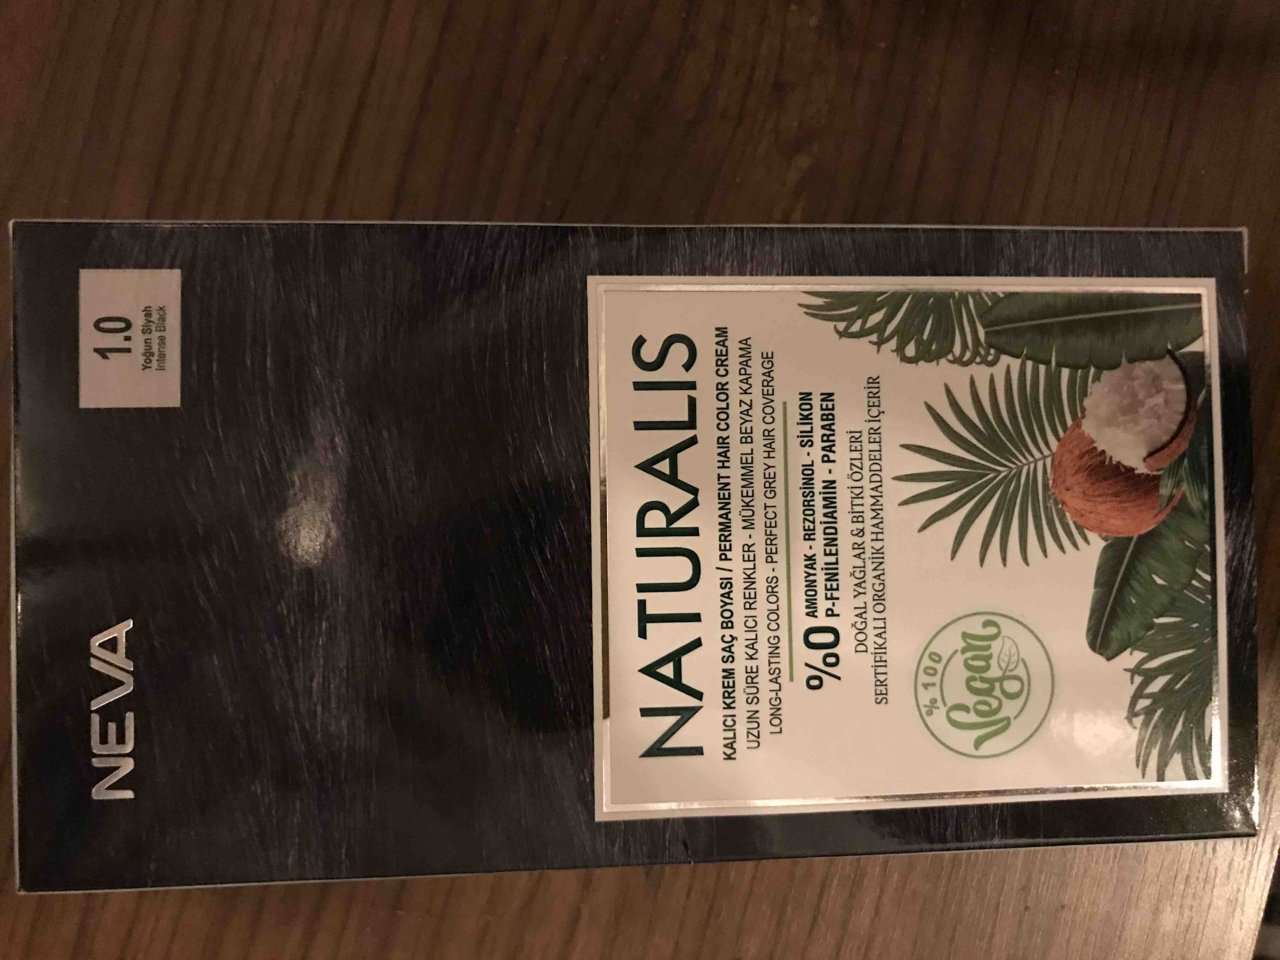 NEVA
1.0
Yoğun Siyah
Intense Black
NATURALIS
KALICI KREM SAÇ BOYASI / PERMANENT HAIR COLOR CREAM
UZUN SÜRE KALICI RENKLER - MÜKEMMEL BEYAZ KAPAMA
LONG-LASTING COLORS - PERFECT GREY HAIR COVERAGE
%0 AMONYAK - REZORSİNOL - SİLİKON
P-FENİLENDİAMİN - PARABEN
DOĞAL YAĞLAR & BİTKİ ÖZLERİ
SERTİFİKALI ORGANİK HAMMADDELER İÇERİR
%100
Vegan